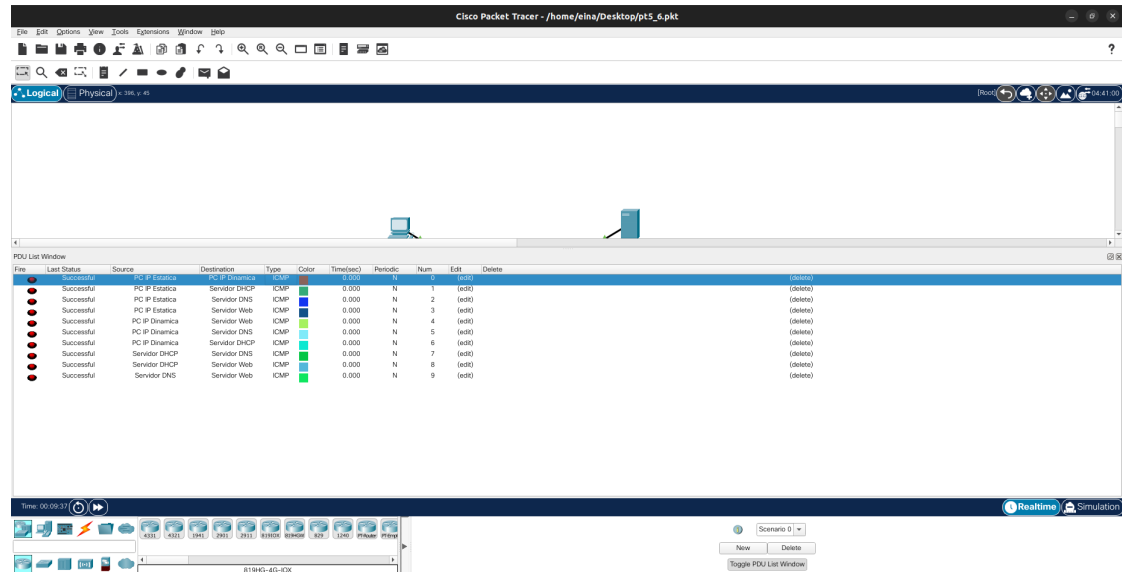 Cisco Packet Tracer - /home/eina/Desktop/pt5_6.pkt
File Edit Options View Tools Extensions Window Help
?
Logical Physical x: 396, y: 45 [Root] 04:41:00
PDU List Window
Fire Last Status Source Destination Type Color Time(sec) Periodic Num Edit Delete
Successful PC IP Estatica PC IP Dinamica ICMP 0.000 N 0 (edit) (delete)
Successful PC IP Estatica Servidor DHCP ICMP 0.000 N 1 (edit) (delete)
Successful PC IP Estatica Servidor DNS ICMP 0.000 N 2 (edit) (delete)
Successful PC IP Estatica Servidor Web ICMP 0.000 N 3 (edit) (delete)
Successful PC IP Dinamica Servidor Web ICMP 0.000 N 4 (edit) (delete)
Successful PC IP Dinamica Servidor DNS ICMP 0.000 N 5 (edit) (delete)
Successful PC IP Dinamica Servidor DHCP ICMP 0.000 N 6 (edit) (delete)
Successful Servidor DHCP Servidor DNS ICMP 0.000 N 7 (edit) (delete)
Successful Servidor DHCP Servidor Web ICMP 0.000 N 8 (edit) (delete)
Successful Servidor DNS Servidor Web ICMP 0.000 N 9 (edit) (delete)
Time: 00:09:37 Realtime Simulation
4331 4321 1941 2901 2911 819IOX 819HGW 829 1240 PT-Router PT-Empt
Scenario 0
New Delete
Toggle PDU List Window
819HG-4G-IOX